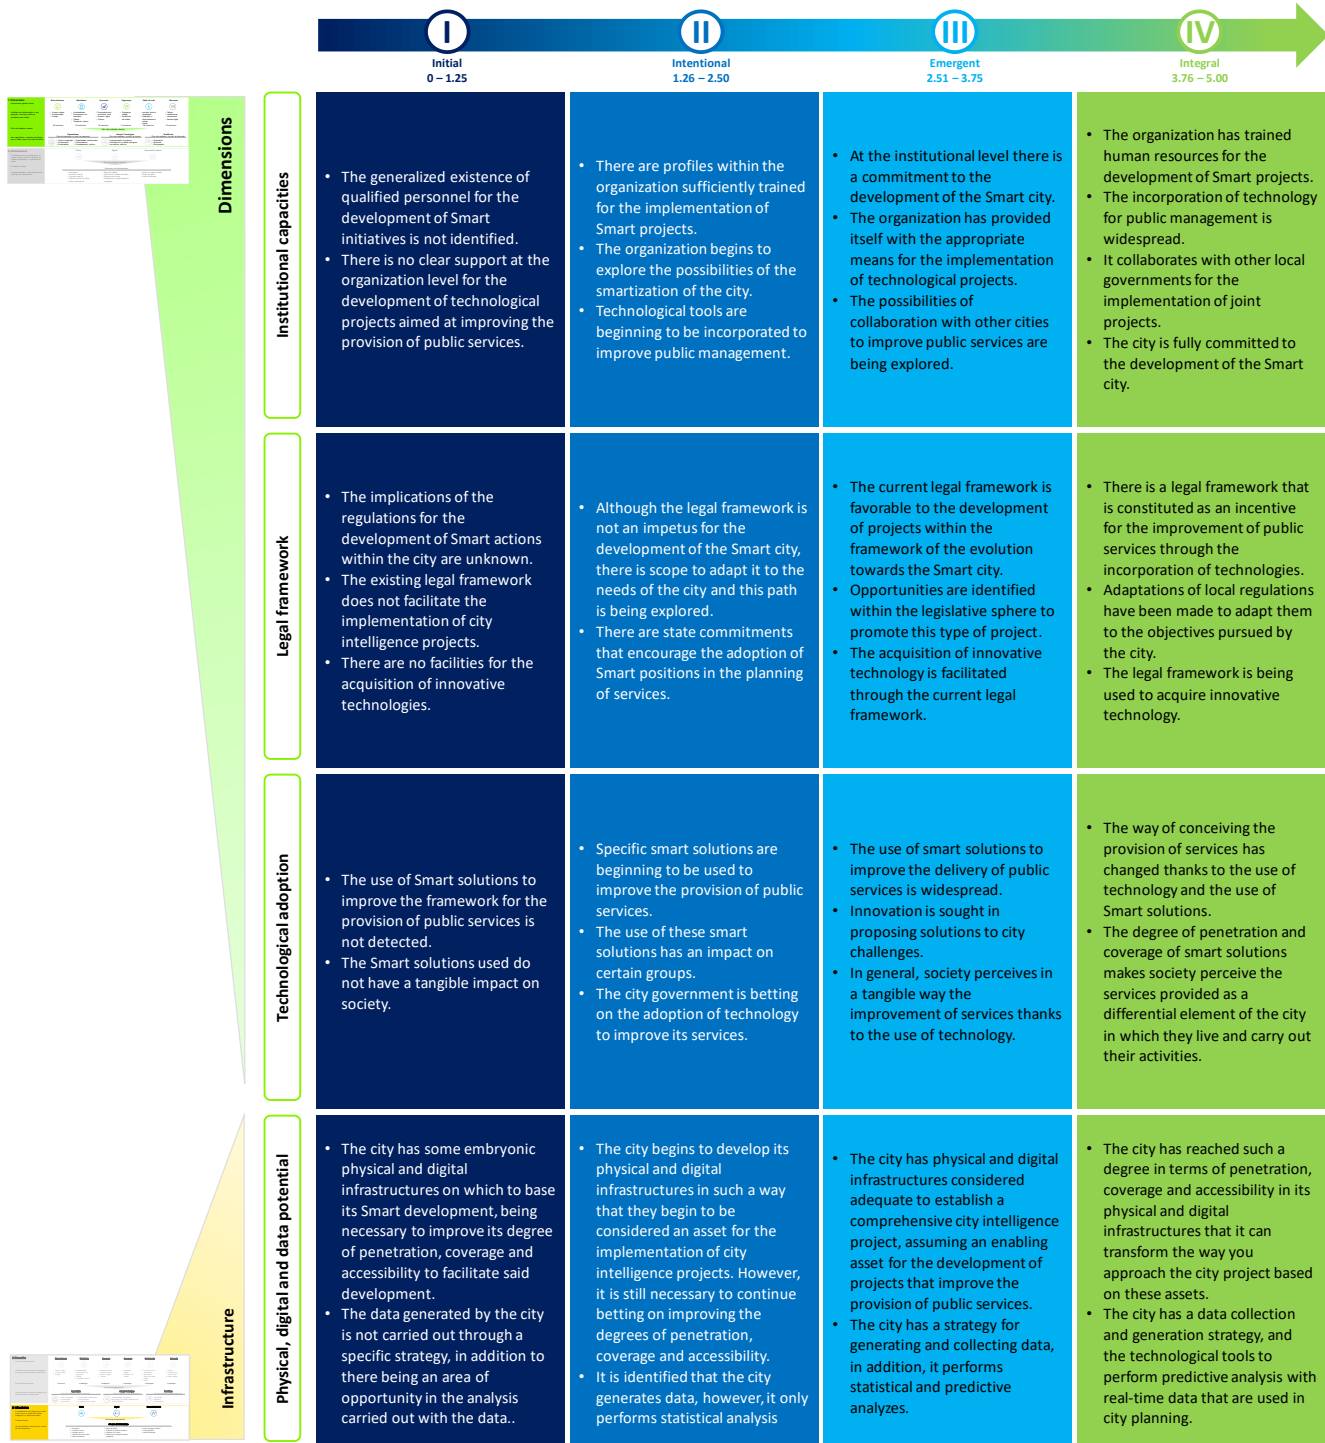 I
II
III
IV
Initial
0 – 1.25
Intentional
1.26 – 2.50
Emergent
2.51 – 3.75
Integral
3.76 – 5.00
Dimensions
Institutional capacities
• The generalized existence of
qualified personnel for the
development of Smart
initiatives is not identified.
• There is no clear support at the
organization level for the
development of technological
projects aimed at improving the
provision of public services.
• There are profiles within the
organization sufficiently trained
for the implementation of
Smart projects.
• The organization begins to
explore the possibilities of the
smartization of the city.
• Technological tools are
beginning to be incorporated to
improve public management.
• At the institutional level there is
a commitment to the
development of the Smart city.
• The organization has provided
itself with the appropriate
means for the implementation
of technological projects.
• The possibilities of
collaboration with other cities
to improve public services are
being explored.
• The organization has trained
human resources for the
development of Smart projects.
• The incorporation of technology
for public management is
widespread.
• It collaborates with other local
governments for the
implementation of joint
projects.
• The city is fully committed to
the development of the Smart
city.
Legal framework
• The implications of the
regulations for the
development of Smart actions
within the city are unknown.
• The existing legal framework
does not facilitate the
implementation of city
intelligence projects.
• There are no facilities for the
acquisition of innovative
technologies.
• Although the legal framework is
not an impetus for the
development of the Smart city,
there is scope to adapt it to the
needs of the city and this path
is being explored.
• There are state commitments
that encourage the adoption of
Smart positions in the planning
of services.
• The current legal framework is
favorable to the development
of projects within the
framework of the evolution
towards the Smart city.
• Opportunities are identified
within the legislative sphere to
promote this type of project.
• The acquisition of innovative
technology is facilitated
through the current legal
framework.
• There is a legal framework that
is constituted as an incentive
for the improvement of public
services through the
incorporation of technologies.
• Adaptations of local regulations
have been made to adapt them
to the objectives pursued by
the city.
• The legal framework is being
used to acquire innovative
technology.
Technological adoption
• The use of Smart solutions to
improve the framework for the
provision of public services is
not detected.
• The Smart solutions used do
not have a tangible impact on
society.
• Specific smart solutions are
beginning to be used to
improve the provision of public
services.
• The use of these smart
solutions has an impact on
certain groups.
• The city government is betting
on the adoption of technology
to improve its services.
• The use of smart solutions to
improve the delivery of public
services is widespread.
• Innovation is sought in
proposing solutions to city
challenges.
• In general, society perceives in
a tangible way the
improvement of services thanks
to the use of technology.
• The way of conceiving the
provision of services has
changed thanks to the use of
technology and the use of
Smart solutions.
• The degree of penetration and
coverage of smart solutions
makes society perceive the
services provided as a
differential element of the city
in which they live and carry out
their activities.
Infrastructure
Physical, digital and data potential
• The city has some embryonic
physical and digital
infrastructures on which to base
its Smart development, being
necessary to improve its degree
of penetration, coverage and
accessibility to facilitate said
development.
• The data generated by the city
is not carried out through a
specific strategy, in addition to
there being an area of
opportunity in the analysis
carried out with the data..
• The city begins to develop its
physical and digital
infrastructures in such a way
that they begin to be
considered an asset for the
implementation of city
intelligence projects. However,
it is still necessary to continue
betting on improving the
degrees of penetration,
coverage and accessibility.
• It is identified that the city
generates data, however, it only
performs statistical analysis
• The city has physical and digital
infrastructures considered
adequate to establish a
comprehensive city intelligence
project, assuming an enabling
asset for the development of
projects that improve the
provision of public services.
• The city has a strategy for
generating and collecting data,
in addition, it performs
statistical and predictive
analyzes.
• The city has reached such a
degree in terms of penetration,
coverage and accessibility in its
physical and digital
infrastructures that it can
transform the way you
approach the city project based
on these assets.
• The city has a data collection
and generation strategy, and
the technological tools to
perform predictive analysis with
real-time data that are used in
city planning.